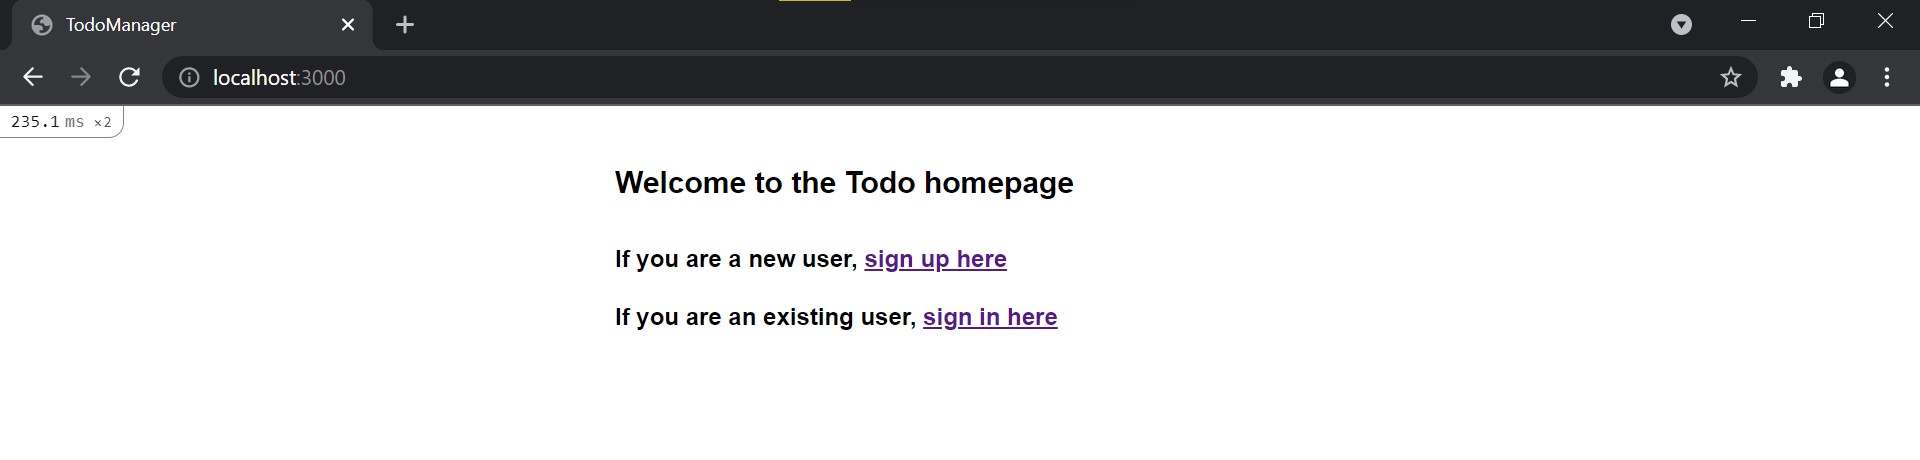 TodoManager
localhost:3000
235.1 ms ×2
Welcome to the Todo homepage
If you are a new user, sign up here
If you are an existing user, sign in here